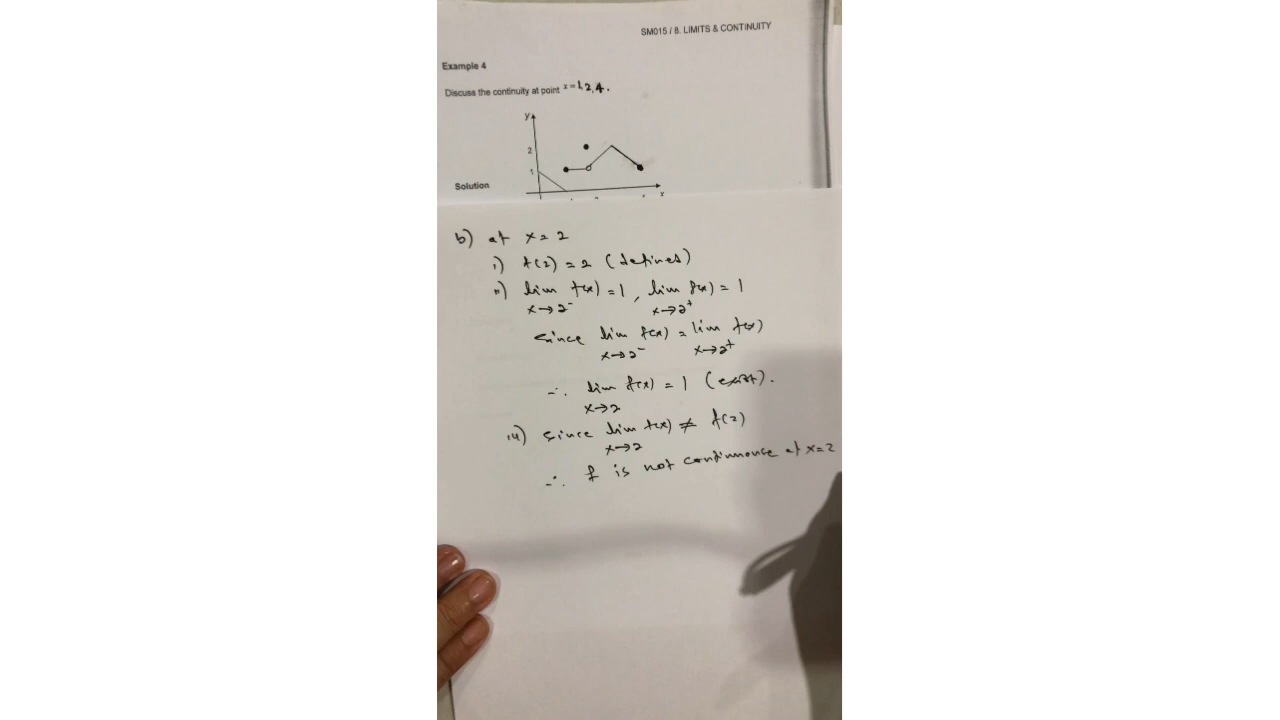 SM015 / 8. LIMITS & CONTINUITY
Example 4
Discuss the continuity at point x = 1, 2, 4.
y
2
1
Solution
x
b) at x = 2
i) f(2) = 2 (defines)
ii) lim f(x) = 1, lim f(x) = 1
x→2⁻ x→2⁺
since lim f(x) = lim f(x)
x→2⁻ x→2⁺
∴ lim f(x) = 1 (exist).
x→2
iii) since lim f(x) ≠ f(2)
x→2
∴ f is not continuouse at x=2